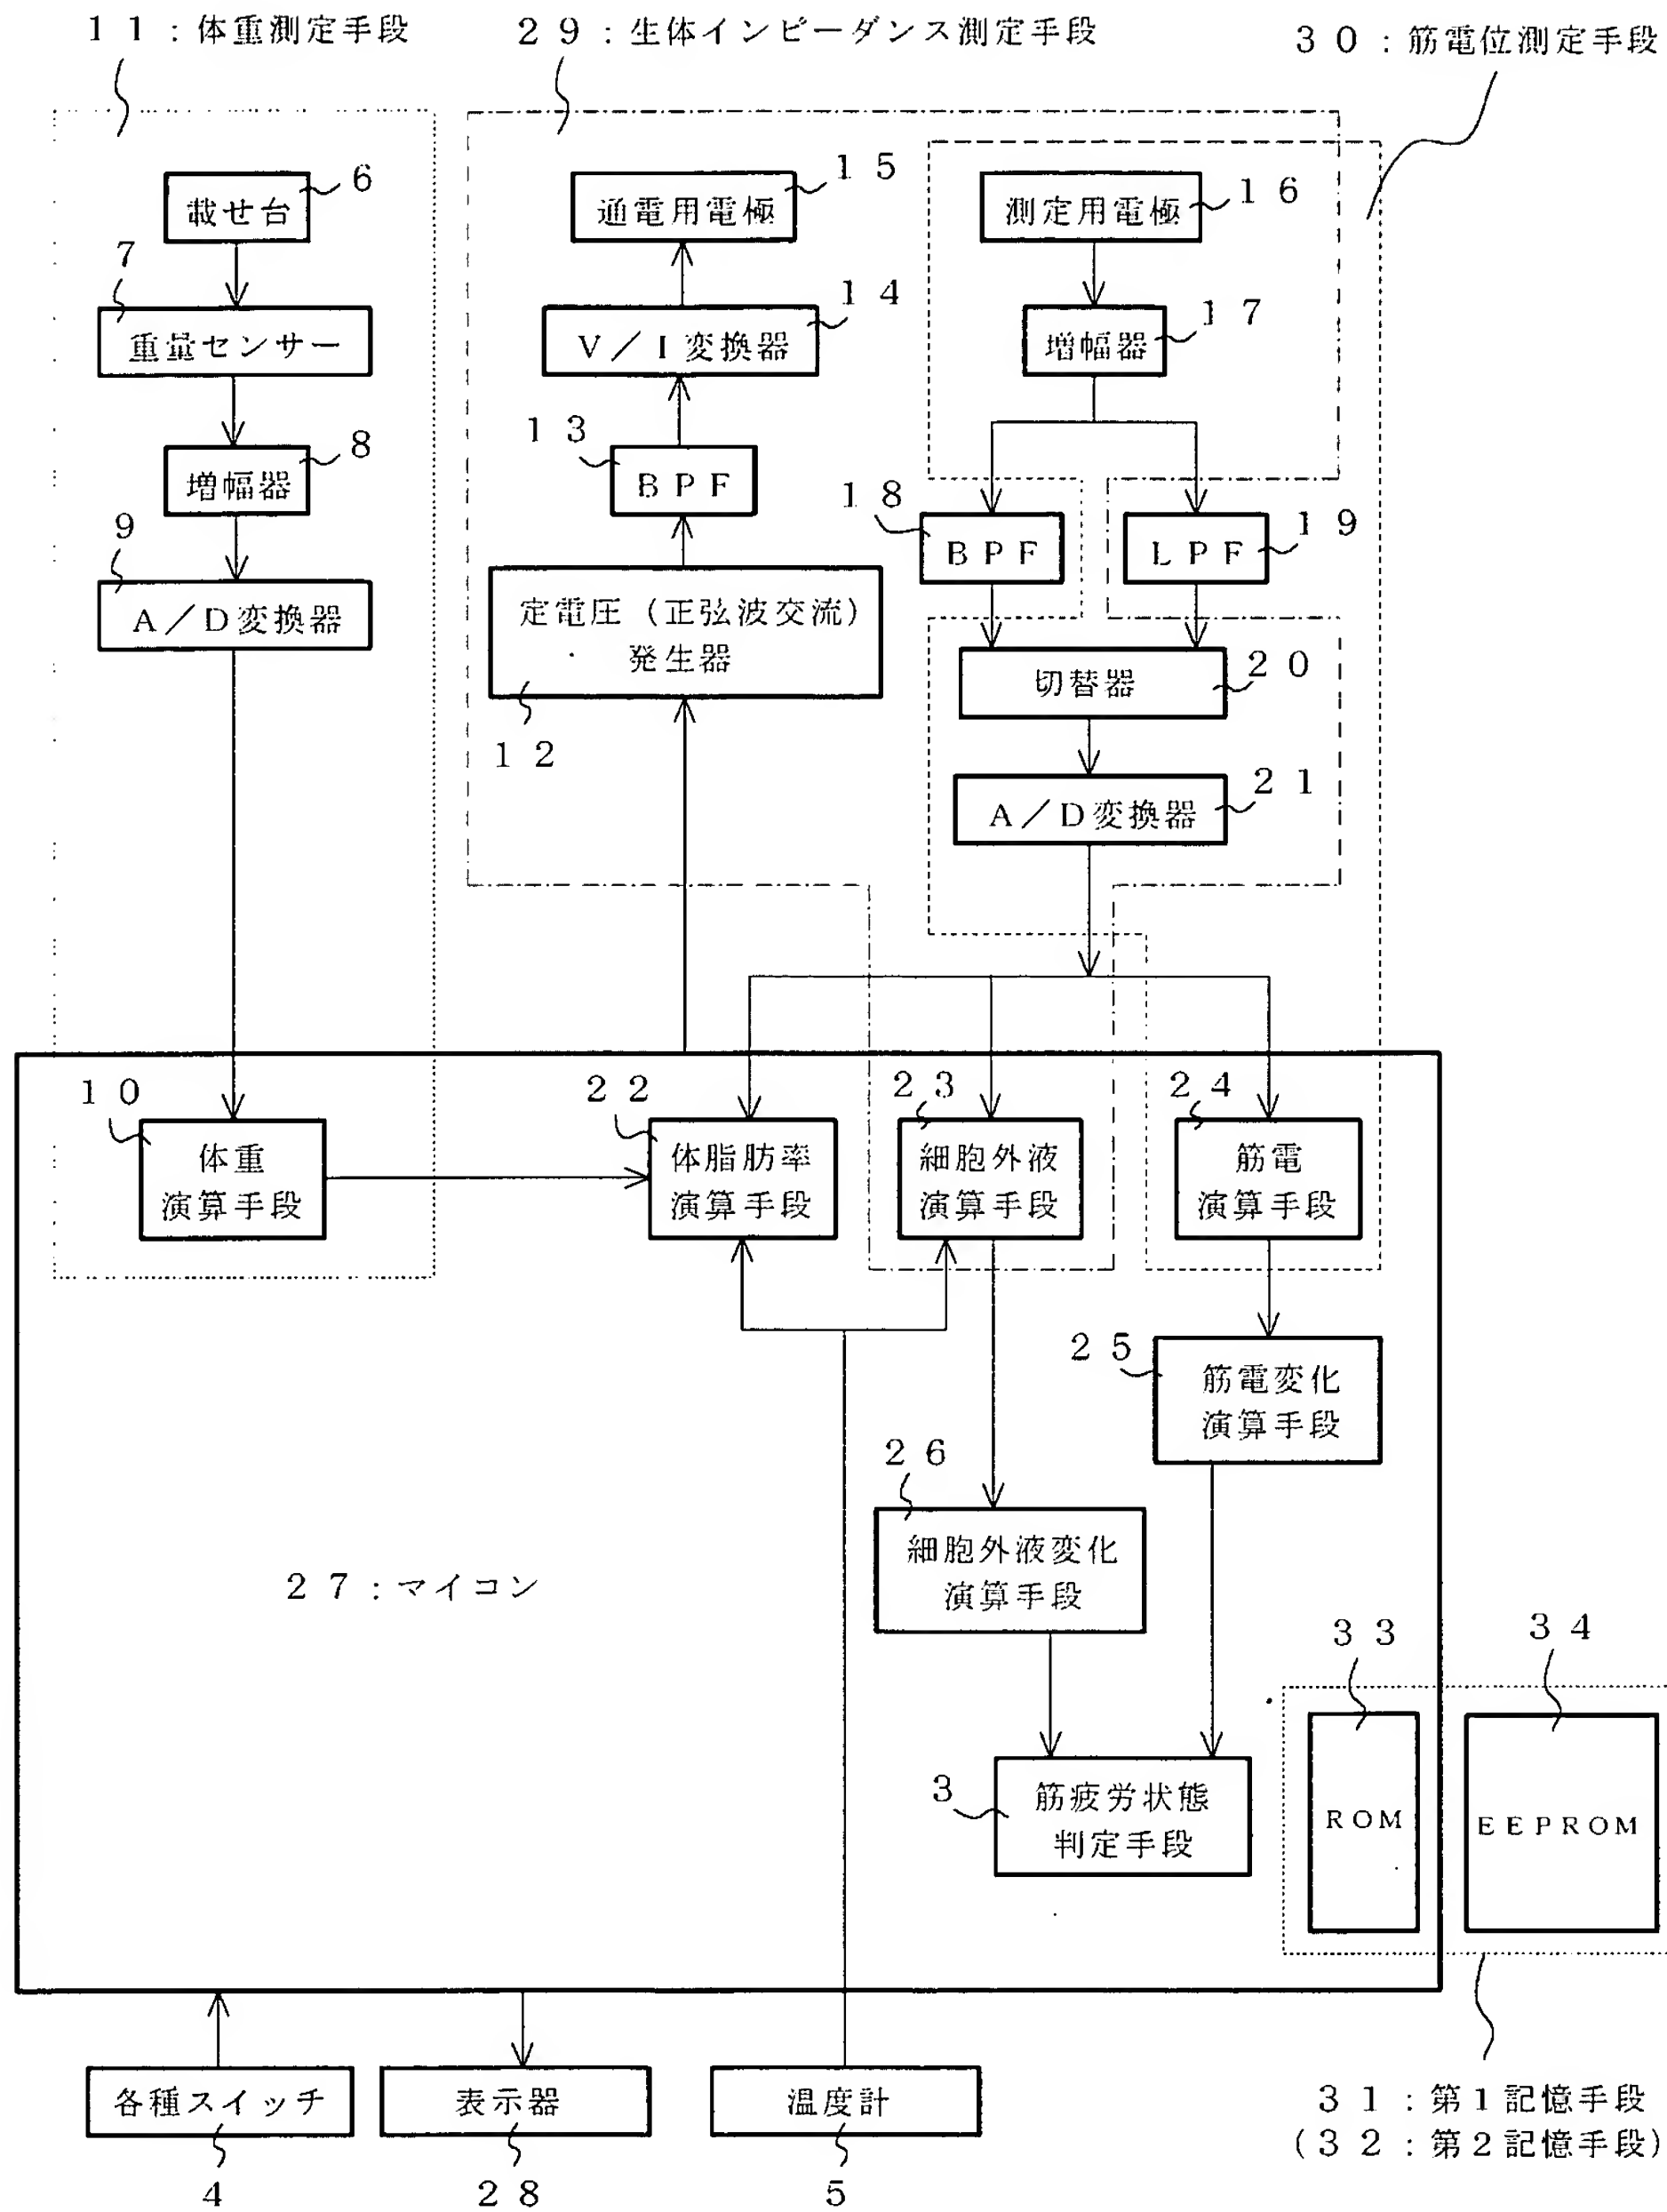 １１：体重測定手段
２９：生体インピーダンス測定手段
３０：筋電位測定手段
６
載せ台
１５
通電用電極
１６
測定用電極
７
重量センサー
１４
Ｖ／Ｉ変換器
１７
増幅器
８
増幅器
１３
ＢＰＦ
１８
ＢＰＦ
１９
ＬＰＦ
９
Ａ／Ｄ変換器
定電圧（正弦波交流）
発生器
１２
２０
切替器
２１
Ａ／Ｄ変換器
１０
体重
演算手段
２２
体脂肪率
演算手段
２３
細胞外液
演算手段
２４
筋電
演算手段
２５
筋電変化
演算手段
２６
細胞外液変化
演算手段
２７：マイコン
３
筋疲労状態
判定手段
３３
ＲＯＭ
３４
ＥＥＰＲＯＭ
各種スイッチ
４
表示器
２８
温度計
５
３１：第１記憶手段
（３２：第２記憶手段）